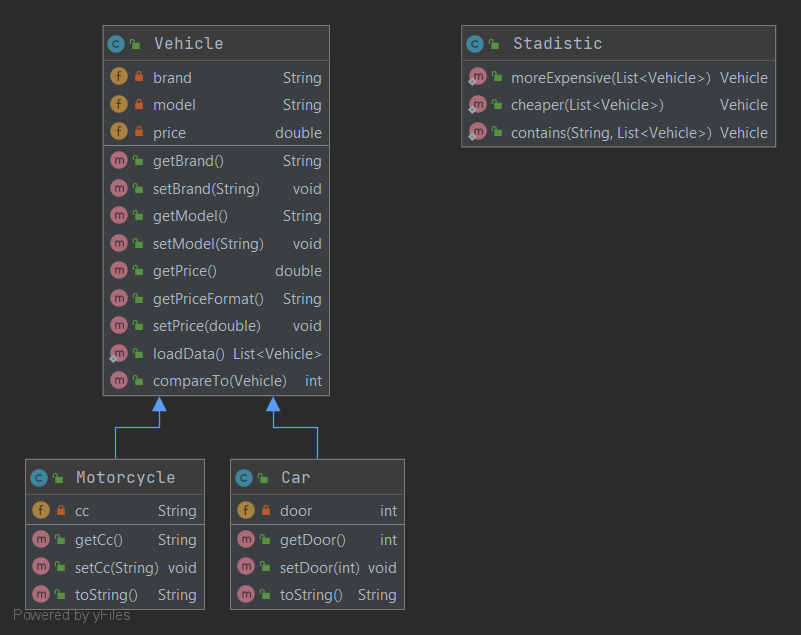 Vehicle
brand String
model String
price double
getBrand() String
setBrand(String) void
getModel() String
setModel(String) void
getPrice() double
getPriceFormat() String
setPrice(double) void
loadData() List<Vehicle>
compareTo(Vehicle) int
Stadistic
moreExpensive(List<Vehicle>) Vehicle
cheaper(List<Vehicle>) Vehicle
contains(String, List<Vehicle>) Vehicle
Motorcycle
cc String
getCc() String
setCc(String) void
toString() String
Car
door int
getDoor() int
setDoor(int) void
toString() String
Powered by yFiles